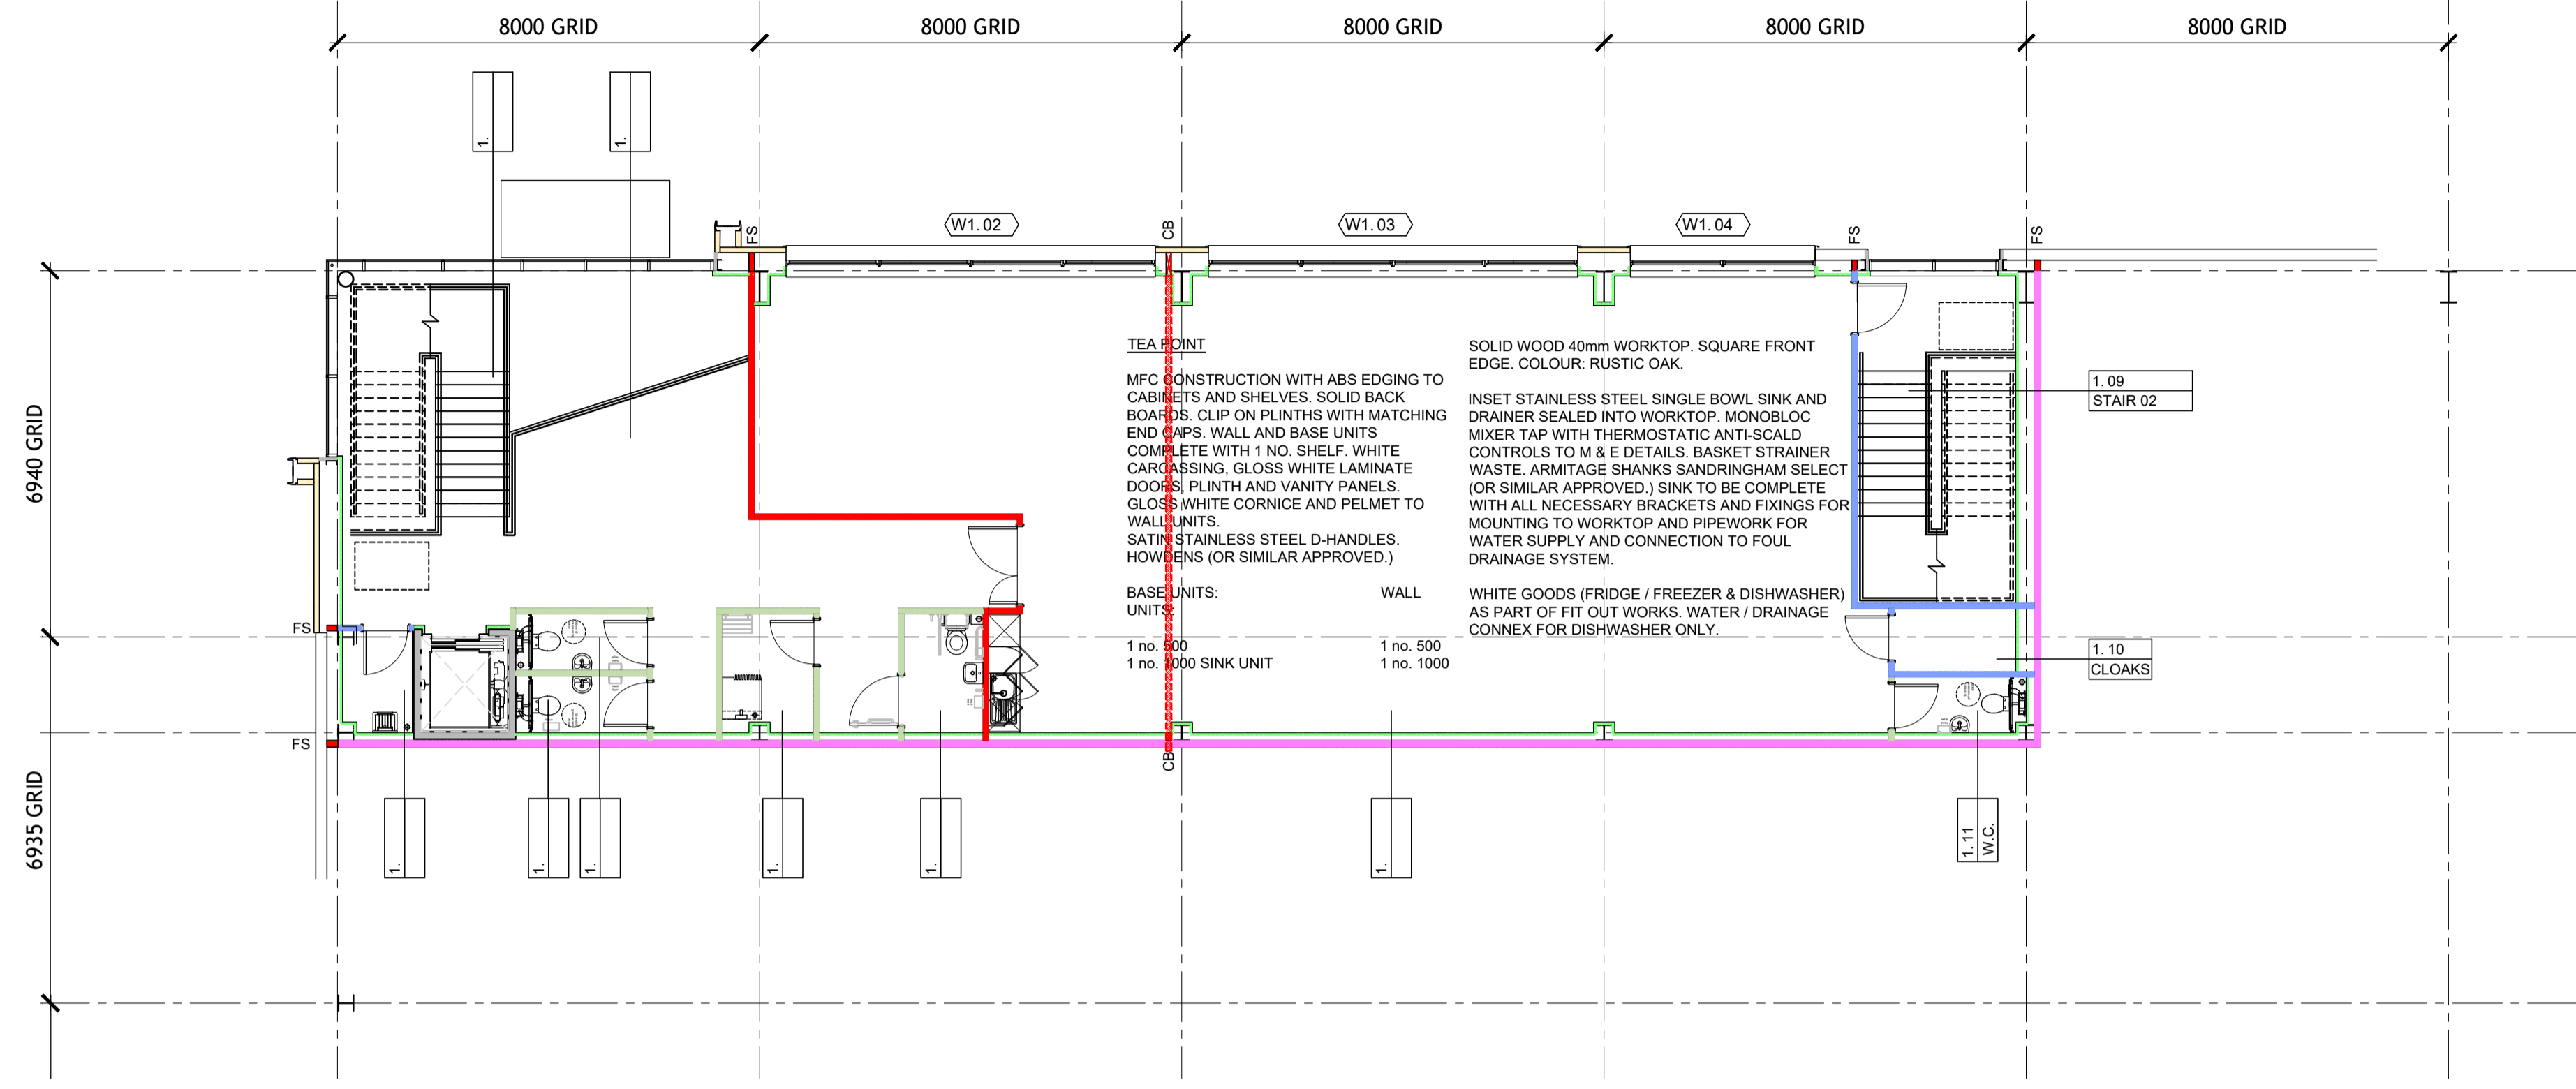 8000 GRID
8000 GRID
8000 GRID
8000 GRID
8000 GRID
1.
1.
W1. 02
W1. 03
W1. 04
FS
CB
FS
FS
6940 GRID
6935 GRID
TEA POINT
MFC CONSTRUCTION WITH ABS EDGING TO
CABINETS AND SHELVES. SOLID BACK
BOARDS. CLIP ON PLINTHS WITH MATCHING
END CAPS. WALL AND BASE UNITS
COMPLETE WITH 1 NO. SHELF. WHITE
CARCASSING, GLOSS WHITE LAMINATE
DOORS, PLINTH AND VANITY PANELS.
GLOSS WHITE CORNICE AND PELMET TO
WALL UNITS.
SATIN STAINLESS STEEL D-HANDLES.
HOWDENS (OR SIMILAR APPROVED.)
BASE UNITS: WALL
UNITS:
1 no. 500 1 no. 500
1 no. 1000 SINK UNIT 1 no. 1000
SOLID WOOD 40mm WORKTOP. SQUARE FRONT
EDGE. COLOUR: RUSTIC OAK.
INSET STAINLESS STEEL SINGLE BOWL SINK AND
DRAINER SEALED INTO WORKTOP. MONOBLOC
MIXER TAP WITH THERMOSTATIC ANTI-SCALD
CONTROLS TO M & E DETAILS. BASKET STRAINER
WASTE. ARMITAGE SHANKS SANDRINGHAM SELECT
(OR SIMILAR APPROVED.) SINK TO BE COMPLETE
WITH ALL NECESSARY BRACKETS AND FIXINGS FOR
MOUNTING TO WORKTOP AND PIPEWORK FOR
WATER SUPPLY AND CONNECTION TO FOUL
DRAINAGE SYSTEM.
WHITE GOODS (FRIDGE / FREEZER & DISHWASHER)
AS PART OF FIT OUT WORKS. WATER / DRAINAGE
CONNEX FOR DISHWASHER ONLY.
1. 09
STAIR 02
1. 10
CLOAKS
FS
FS
CB
1.
1.
1.
1.
1.
1.
1. 11
W.C.